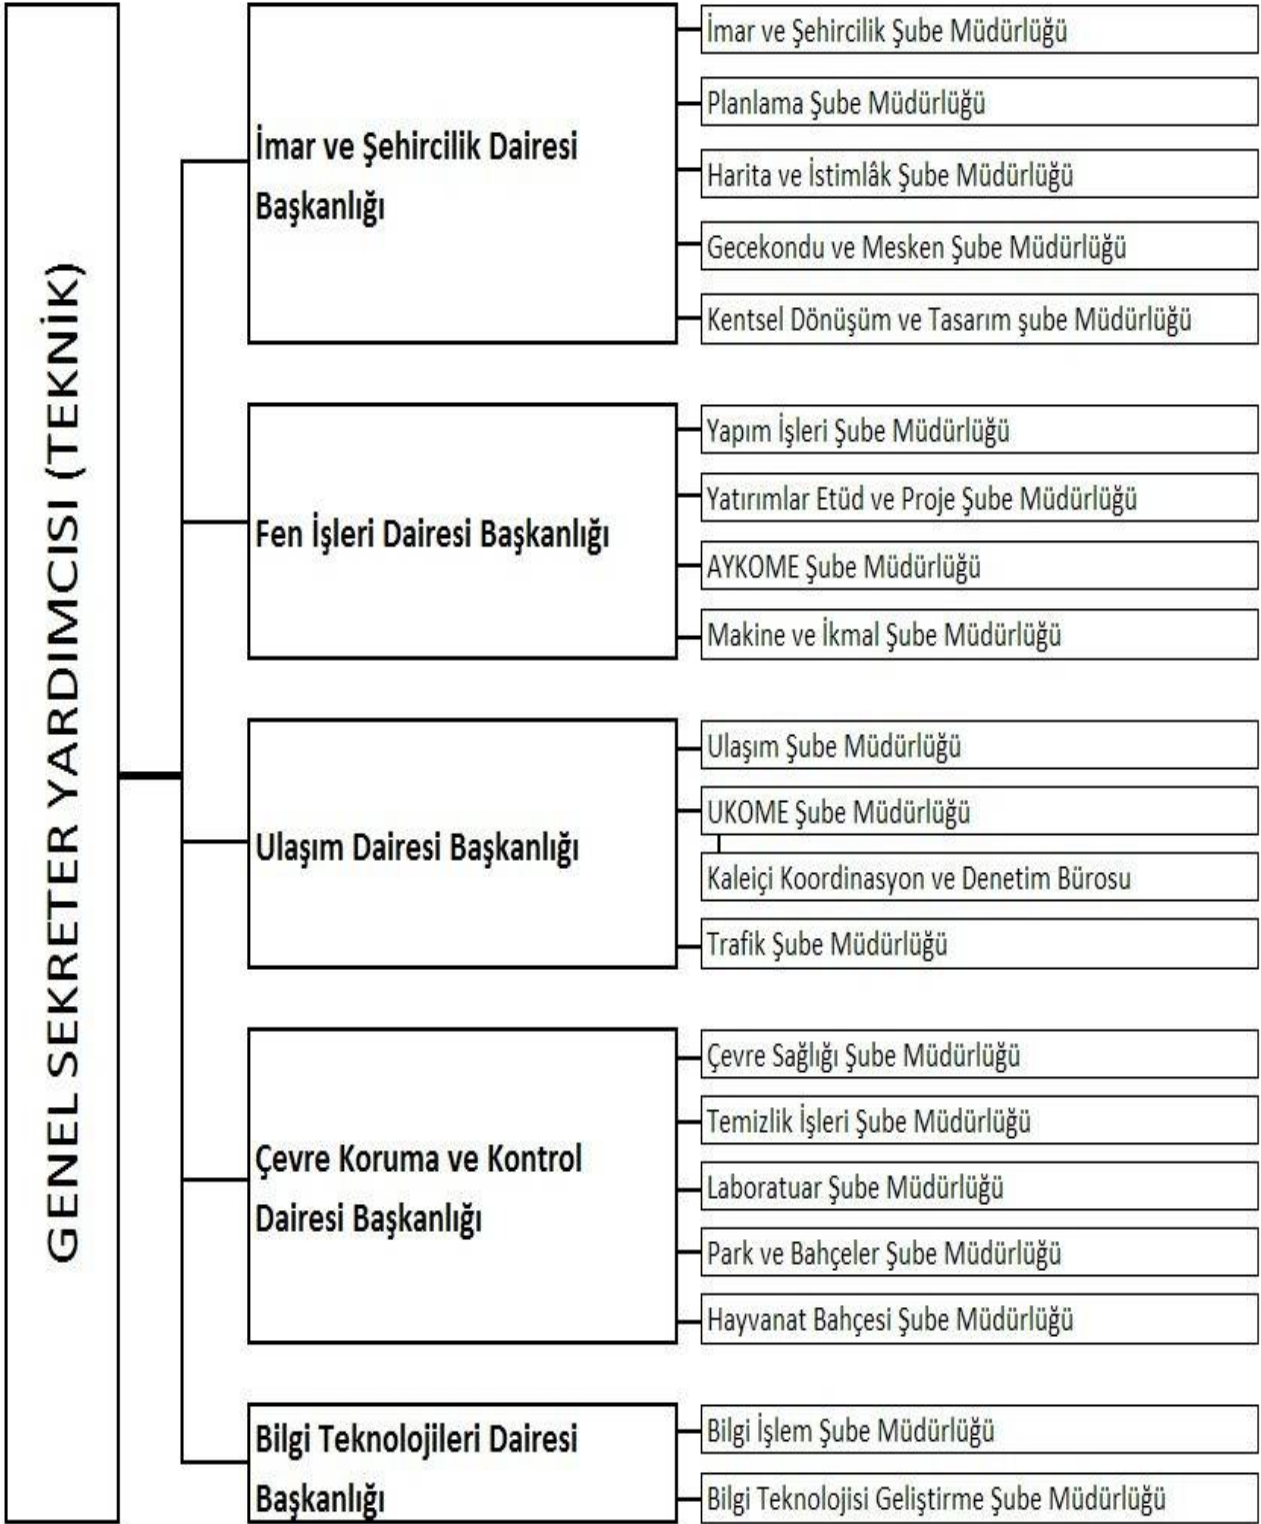 GENEL SEKRETER YARDIMCISI (TEKNİK)
İmar ve Şehircilik Dairesi
Başkanlığı
İmar ve Şehircilik Şube Müdürlüğü
Planlama Şube Müdürlüğü
Harita ve İstimlâk Şube Müdürlüğü
Gecekondu ve Mesken Şube Müdürlüğü
Kentsel Dönüşüm ve Tasarım şube Müdürlüğü
Fen İşleri Dairesi Başkanlığı
Yapım İşleri Şube Müdürlüğü
Yatırımlar Etüd ve Proje Şube Müdürlüğü
AYKOME Şube Müdürlüğü
Makine ve İkmal Şube Müdürlüğü
Ulaşım Dairesi Başkanlığı
Ulaşım Şube Müdürlüğü
UKOME Şube Müdürlüğü
Kaleiçi Koordinasyon ve Denetim Bürosu
Trafik Şube Müdürlüğü
Çevre Koruma ve Kontrol
Dairesi Başkanlığı
Çevre Sağlığı Şube Müdürlüğü
Temizlik İşleri Şube Müdürlüğü
Laboratuar Şube Müdürlüğü
Park ve Bahçeler Şube Müdürlüğü
Hayvanat Bahçesi Şube Müdürlüğü
Bilgi Teknolojileri Dairesi
Başkanlığı
Bilgi İşlem Şube Müdürlüğü
Bilgi Teknolojisi Geliştirme Şube Müdürlüğü